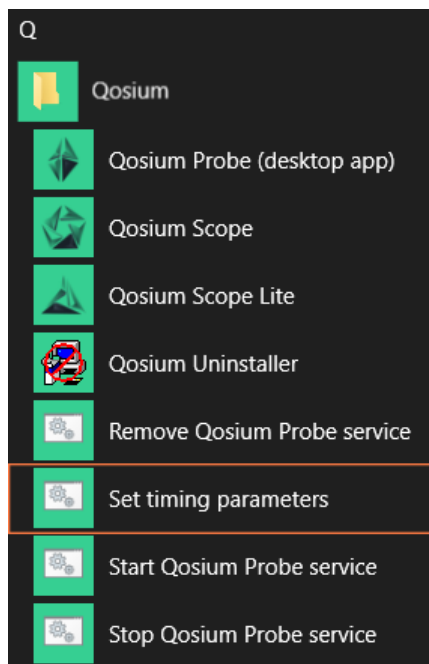 Q
Qosium
Qosium Probe (desktop app)
Qosium Scope
Qosium Scope Lite
Qosium Uninstaller
Remove Qosium Probe service
Set timing parameters
Start Qosium Probe service
Stop Qosium Probe service